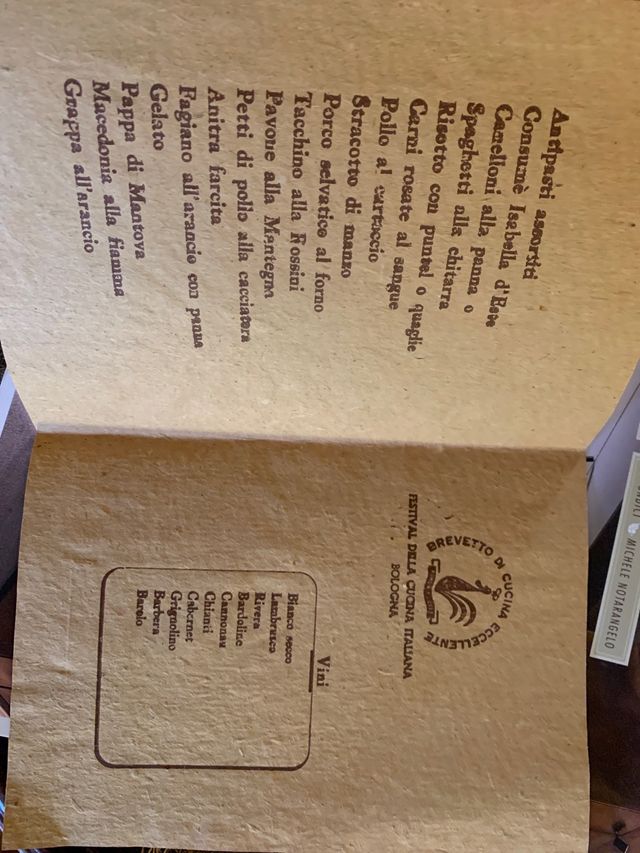 Antipasti assortiti
Consumè Isabella d'Este
Canelloni alla panna o
Spaghetti alla chitarra
Risotto con puntel o quaglie
Carni rosate al sangue
Pollo al cartoccio
Stracotto di manzo
Porco selvatico al forno
Tacchino alla Rossini
Pavone alla Mantegna
Petti di pollo alla cacciatora
Anitra farcita
Fagiano all'arancio con panna
Gelato
Pappa di Mantova
Macedonia alla fiamma
Grappa all'arancio
BREVETTO DI CUCINA ECCELLENTE
FESTIVAL DELLA CUCINA ITALIANA
BOLOGNA
Vini
Bianco secco
Lambrusco
Rivera
Bardolino
Cannonau
Chianti
Cabernet
Grignolino
Barbera
Barolo
MICHELE NOTARANGELO